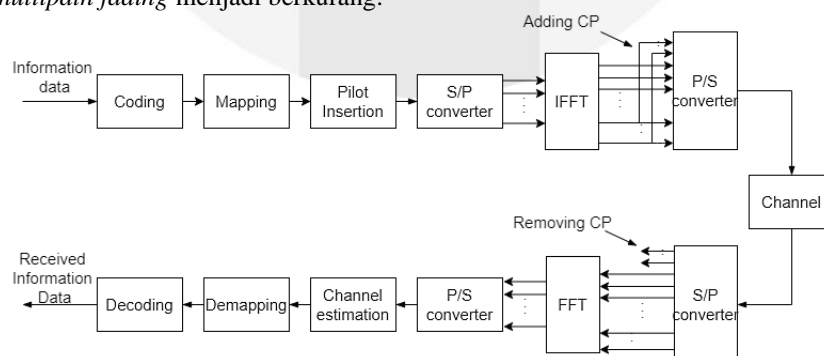 multipath fading menjadi berkurang.
Adding CP
Information
data
Coding
Mapping
Pilot
Insertion
S/P
converter
IFFT
P/S
converter
Channel
Removing CP
Received
Information
Data
Decoding
Demapping
Channel
estimation
P/S
converter
FFT
S/P
converter